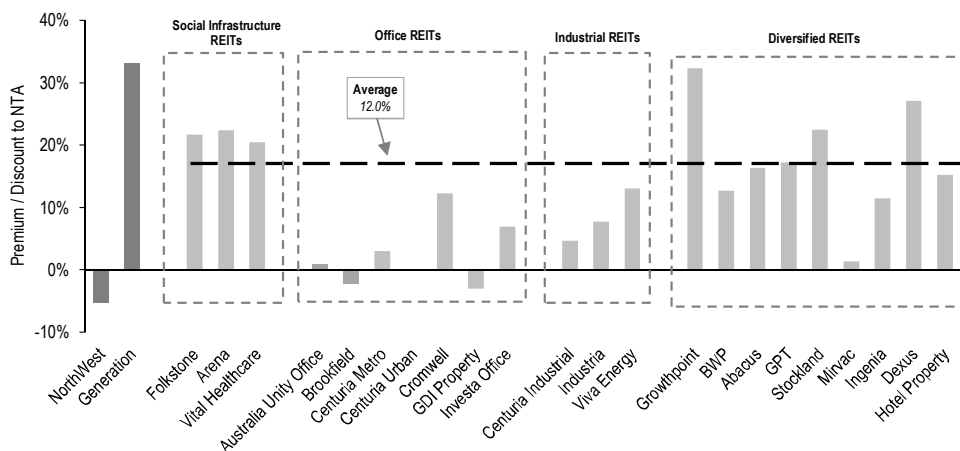 Premium / Discount to NTA
40%
30%
20%
10%
0%
-10%
Social Infrastructure
REITs
Office REITs
Industrial REITs
Diversified REITs
Average
12.0%
NorthWest
Generation
Folkstone
Arena
Vital Healthcare
Australia Unity Office
Brookfield
Centuria Metro
Centuria Urban
Cromwell
GDI Property
Investa Office
Centuria Industrial
Industria
Viva Energy
Growthpoint
BWP
Abacus
GPT
Stockland
Mirvac
Ingenia
Dexus
Hotel Property